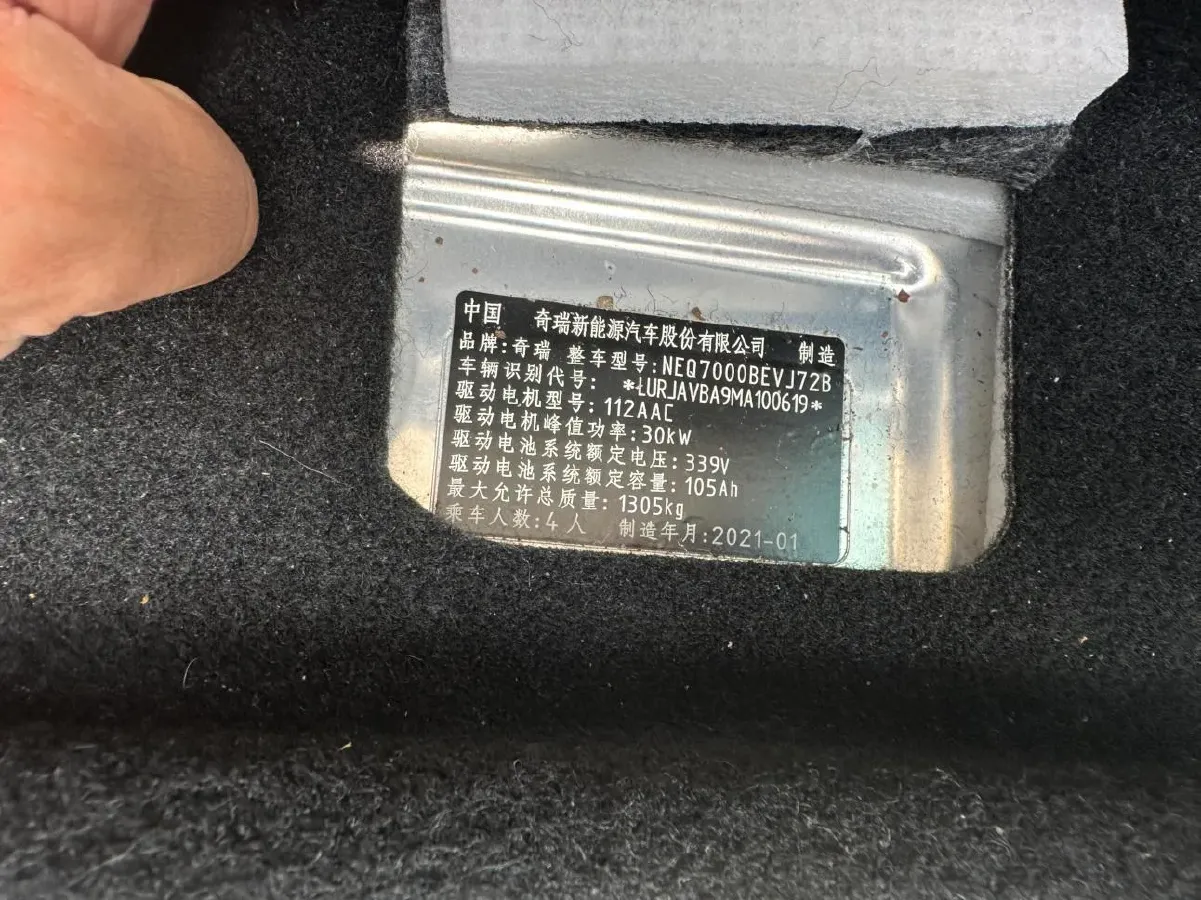 中国 奇瑞新能源汽车股份有限公司 制造
品牌:奇瑞 整车型号:NEQ7000BEVJ72B
车辆识别代号: *LURJAVBA9MA100619*
驱动电机型号:112AAC
驱动电机峰值功率:30kW
驱动电池系统额定电压:339V
驱动电池系统额定容量:105Ah
最大允许总质量:1305kg
乘车人数:4人 制造年月:2021-01